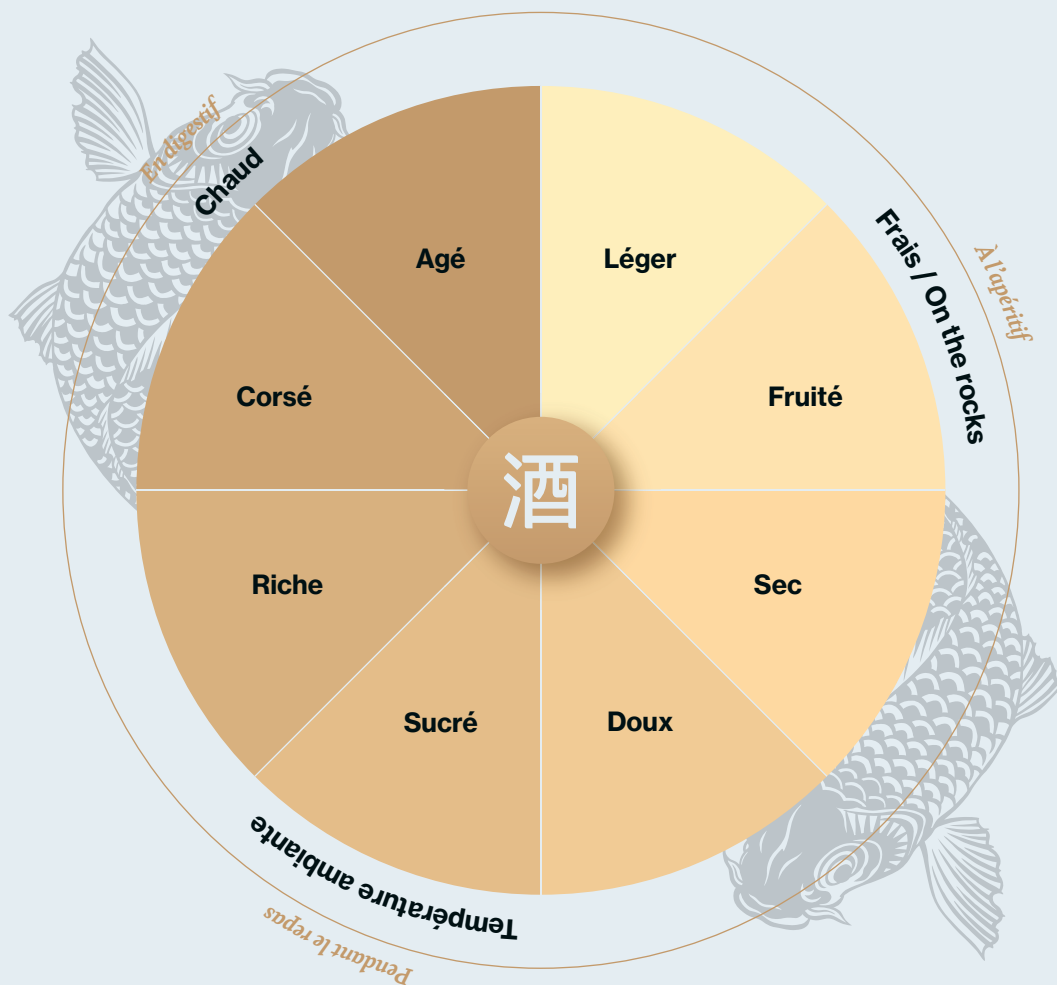 En digestif
Chaud
Agé
Léger
Frais / On the rocks
À l'apéritif
Corsé
Fruité
酒
Riche
Sec
Sucré
Doux
Température ambiante
Pendant le repas